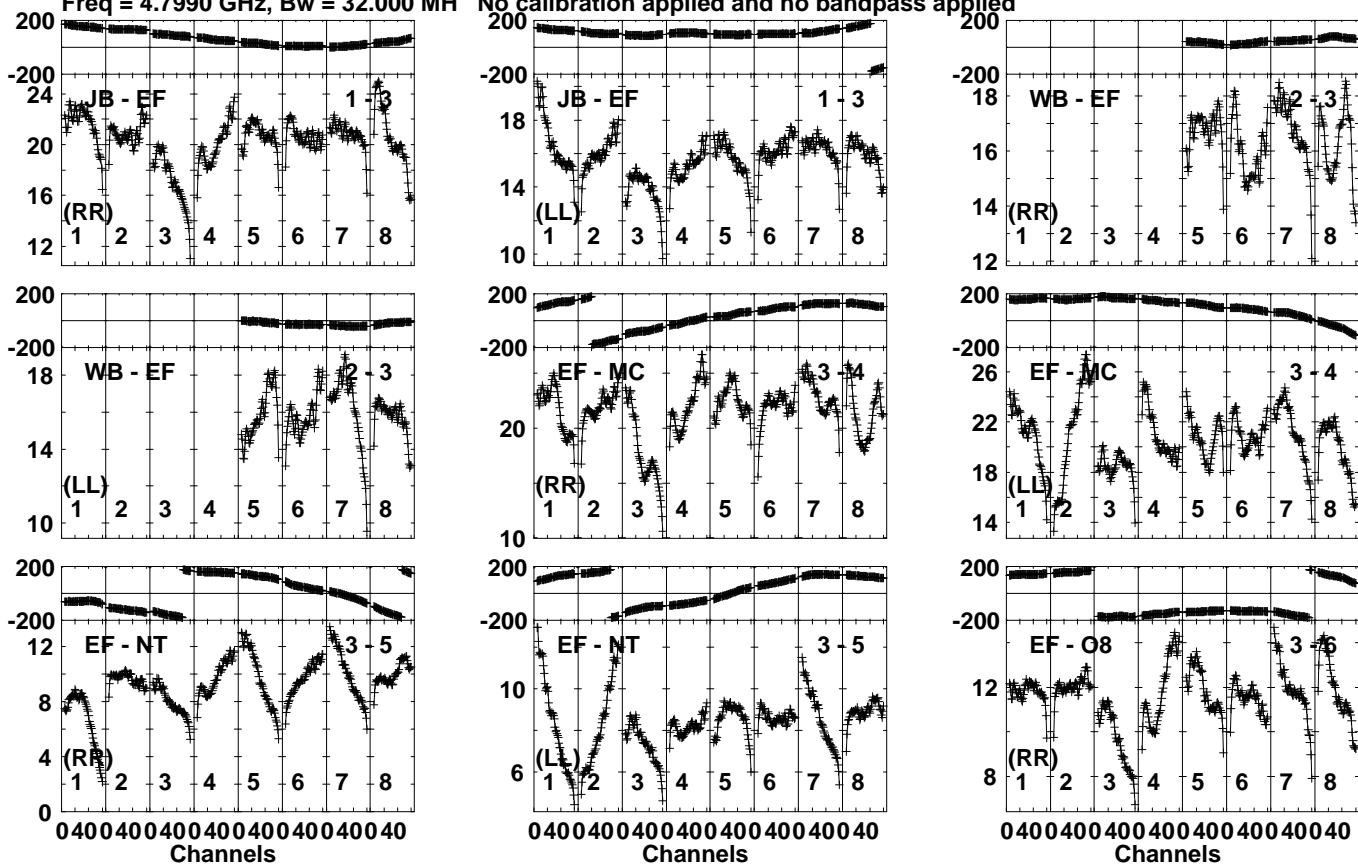 Freq = 4.7990 GHz, Bw = 32.000 MH No calibration applied and no bandpass applied
200
-200
24
22
20
18
16
14
12
JB - EF
1 - 3
(RR)
1 2 3 4 5 6 7 8
200
-200
18
14
10
JB - EF
1 - 3
(LL)
1 2 3 4 5 6 7 8
200
-200
18
16
14
12
WB - EF
2 - 3
(RR)
1 2 3 4 5 6 7 8
200
-200
18
14
10
WB - EF
2 - 3
(LL)
1 2 3 4 5 6 7 8
200
-200
20
10
EF - MC
3 - 4
(RR)
1 2 3 4 5 6 7 8
200
-200
26
22
18
14
EF - MC
3 - 4
(LL)
1 2 3 4 5 6 7 8
200
-200
12
8
4
0
EF - NT
3 - 5
(RR)
1 2 3 4 5 6 7 8
0 40 0 40 0 40 0 40 0 40 0 40 0 40 0 40
Channels
200
-200
10
6
EF - NT
3 - 5
(LL)
1 2 3 4 5 6 7 8
0 40 0 40 0 40 0 40 0 40 0 40 0 40 0 40
Channels
200
-200
12
8
EF - O8
3 - 6
(RR)
1 2 3 4 5 6 7 8
0 40 0 40 0 40 0 40 0 40 0 40 0 40 0 40
Channels